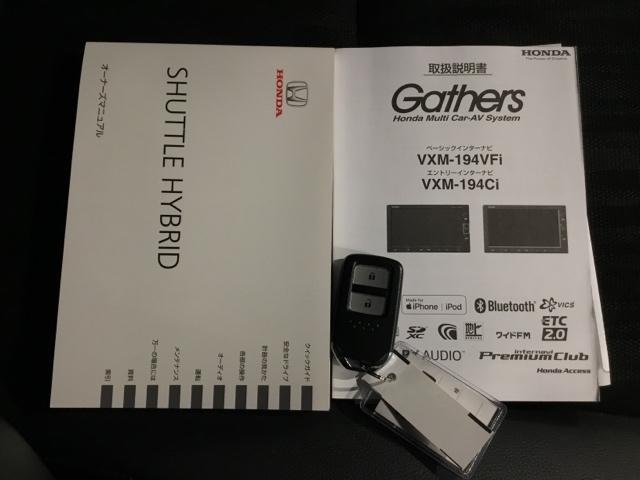 HONDA
SHUTTLE HYBRID
オーナーズマニュアル
クイックガイド
安全なドライブ
計器の見かた
各部の操作
オーディオ
運転
メンテナンス
万一の場合には
資料
索引
HONDA
The Power of Dreams
取扱説明書
Gathers
Honda Multi Car-AV System
ベーシックインターナビ
VXM-194VFi
エントリーインターナビ
VXM-194Ci
Made for
iPhone iPod
Bluetooth
VICS
XC
地上
ワイドFM
ETC
2.0
AUDIO
internavi
PremiumClub
Honda Access